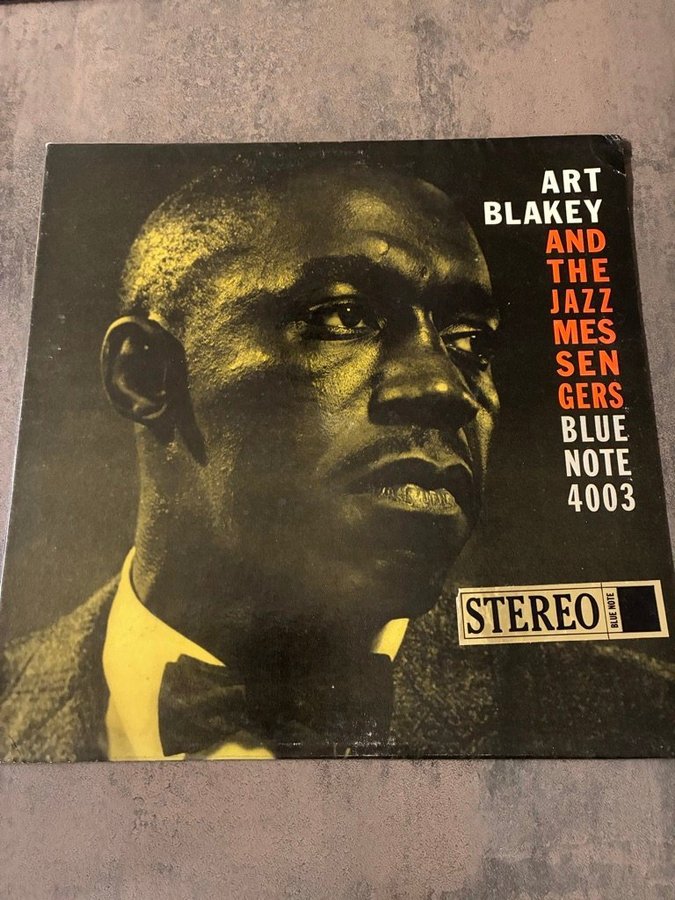 ART
BLAKEY
AND
THE
JAZZ
MES
SEN
GERS
BLUE
NOTE
4003
STEREO
BLUE NOTE